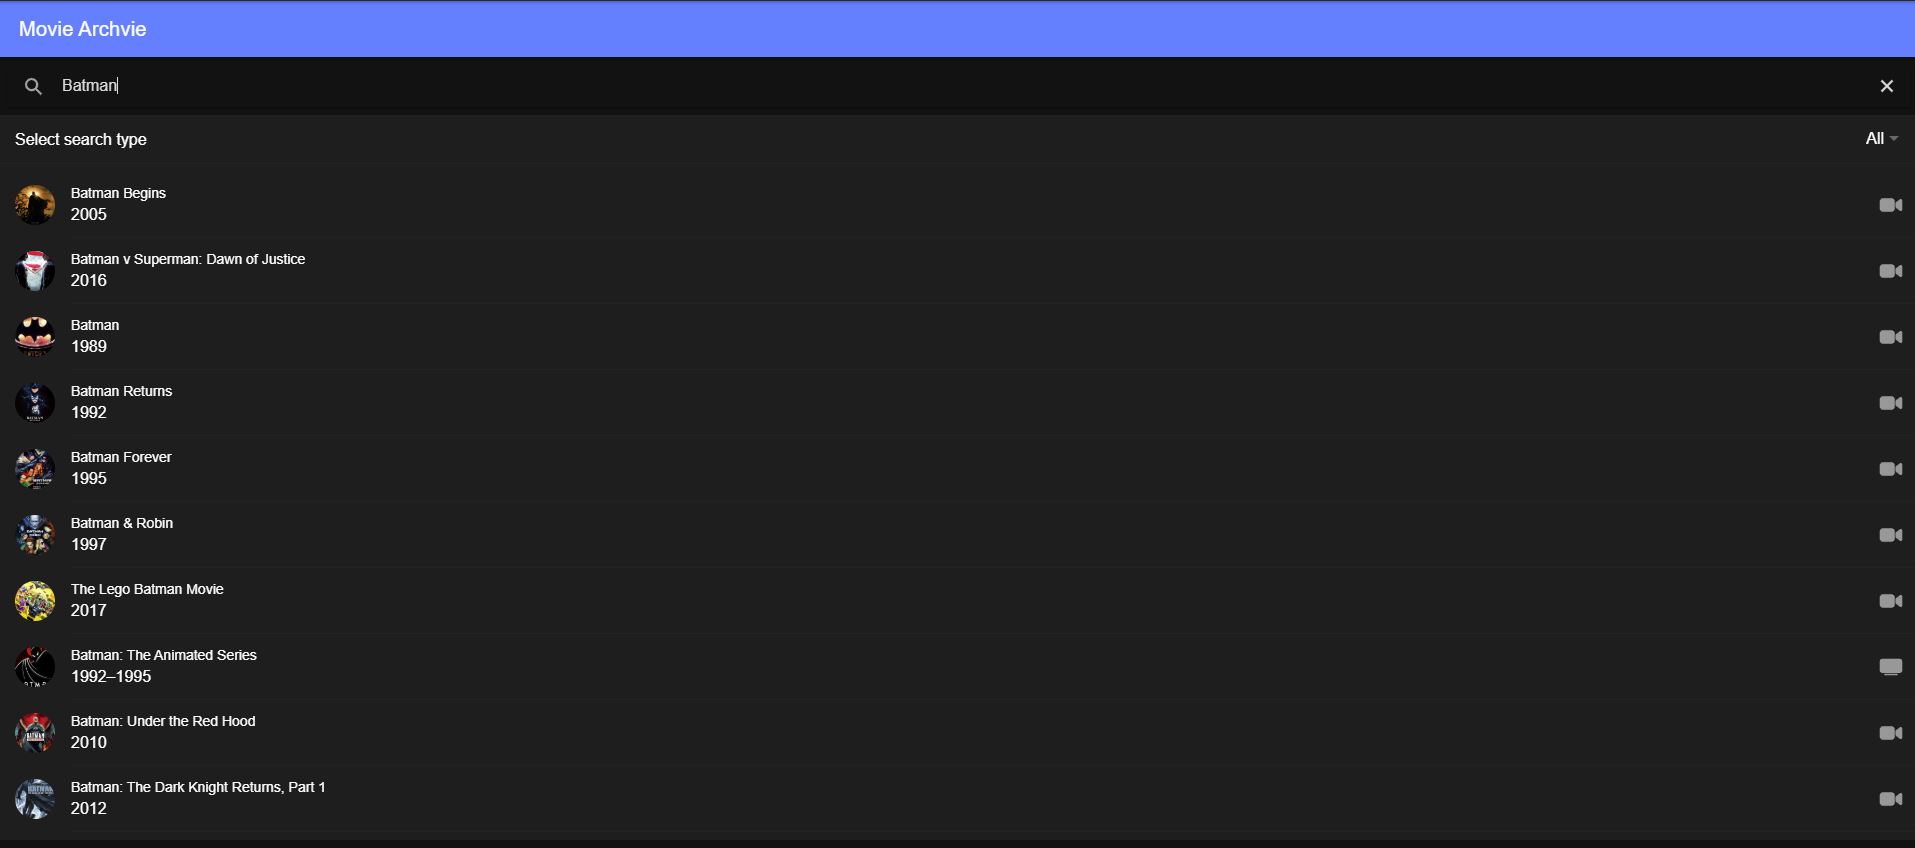 Movie Archvie
Batman
Select search type
All
Batman Begins
2005
Batman v Superman: Dawn of Justice
2016
Batman
1989
Batman Returns
1992
Batman Forever
1995
Batman & Robin
1997
The Lego Batman Movie
2017
Batman: The Animated Series
1992–1995
Batman: Under the Red Hood
2010
Batman: The Dark Knight Returns, Part 1
2012